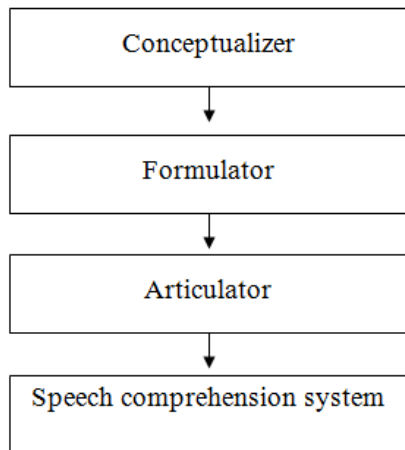 Conceptualizer
Formulator
Articulator
Speech comprehension system